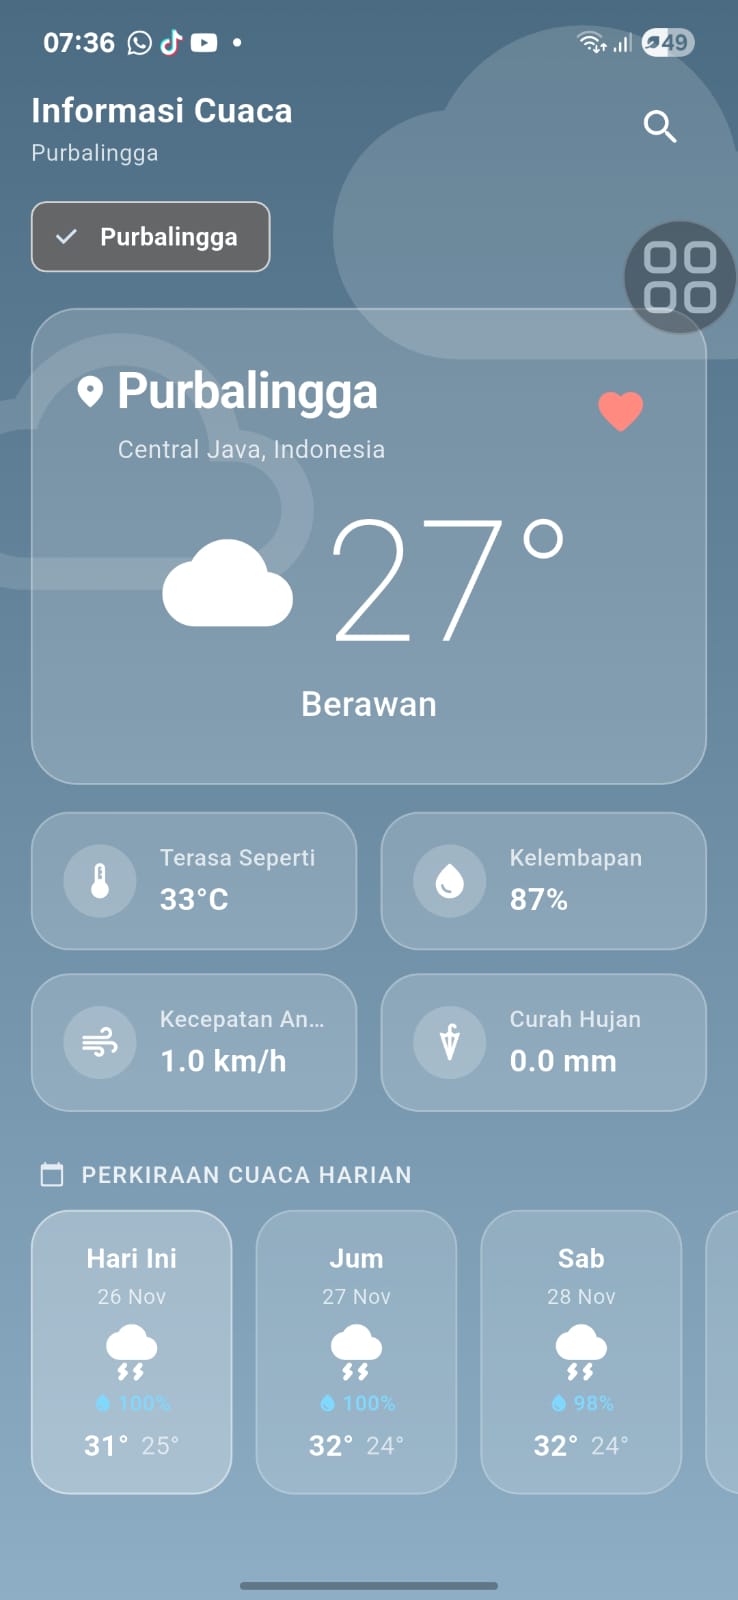 07:36
49
Informasi Cuaca
Purbalingga
Purbalingga
Purbalingga
Central Java, Indonesia
27°
Berawan
Terasa Seperti
33°C
Kelembapan
87%
Kecepatan An...
1.0 km/h
Curah Hujan
0.0 mm
PERKIRAAN CUACA HARIAN
Hari Ini
26 Nov
100%
31° 25°
Jum
27 Nov
100%
32° 24°
Sab
28 Nov
98%
32° 24°